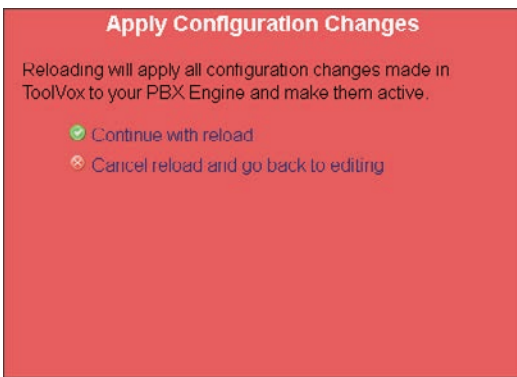 Apply Configuration Changes
Reloading will apply all configuration changes made in
ToolVox to your PBX Engine and make them active.
Continue with reload
Cancel reload and go back to editing